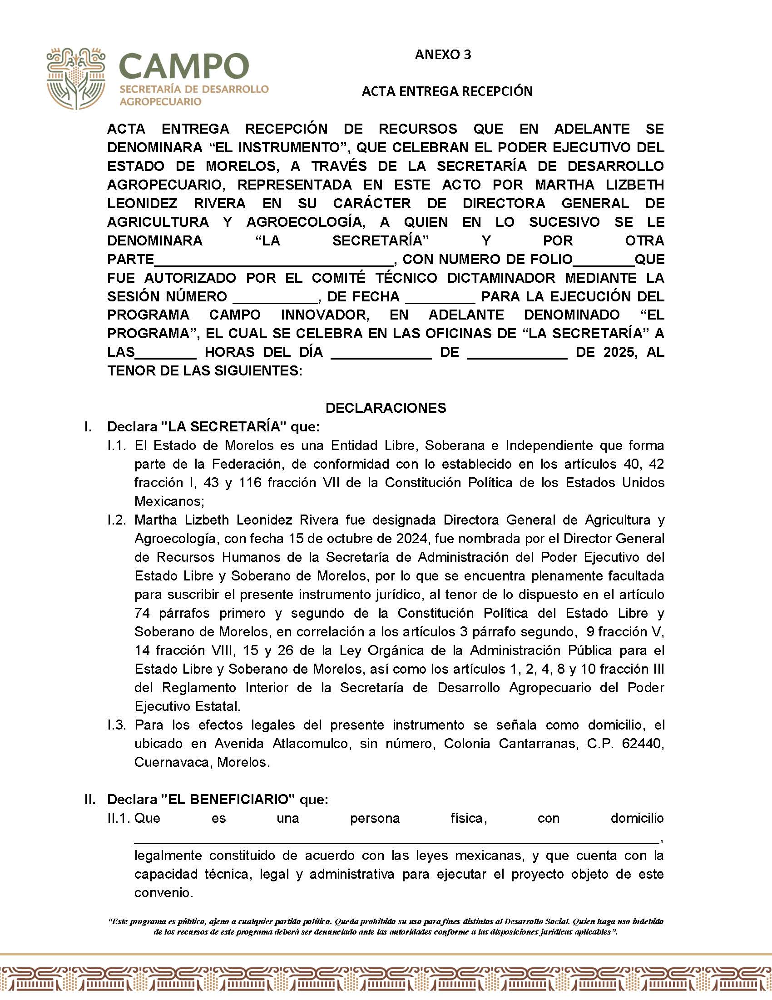 CAMPO
SECRETARÍA DE DESARROLLO
AGROPECUARIO
ANEXO 3
ACTA ENTREGA RECEPCIÓN
ACTA ENTREGA RECEPCIÓN DE RECURSOS QUE EN ADELANTE SE
DENOMINARA “EL INSTRUMENTO”, QUE CELEBRAN EL PODER EJECUTIVO DEL
ESTADO DE MORELOS, A TRAVÉS DE LA SECRETARÍA DE DESARROLLO
AGROPECUARIO, REPRESENTADA EN ESTE ACTO POR MARTHA LIZBETH
LEONIDEZ RIVERA EN SU CARÁCTER DE DIRECTORA GENERAL DE
AGRICULTURA Y AGROECOLOGÍA, A QUIEN EN LO SUCESIVO SE LE
DENOMINARA “LA SECRETARÍA” Y POR OTRA
PARTE_______________________________, CON NUMERO DE FOLIO________QUE
FUE AUTORIZADO POR EL COMITÉ TÉCNICO DICTAMINADOR MEDIANTE LA
SESIÓN NÚMERO ___________, DE FECHA _________ PARA LA EJECUCIÓN DEL
PROGRAMA CAMPO INNOVADOR, EN ADELANTE DENOMINADO “EL
PROGRAMA”, EL CUAL SE CELEBRA EN LAS OFICINAS DE “LA SECRETARÍA” A
LAS________ HORAS DEL DÍA _____________ DE _____________ DE 2025, AL
TENOR DE LAS SIGUIENTES:
DECLARACIONES
I. Declara "LA SECRETARÍA" que:
I.1. El Estado de Morelos es una Entidad Libre, Soberana e Independiente que forma
parte de la Federación, de conformidad con lo establecido en los artículos 40, 42
fracción I, 43 y 116 fracción VII de la Constitución Política de los Estados Unidos
Mexicanos;
I.2. Martha Lizbeth Leonidez Rivera fue designada Directora General de Agricultura y
Agroecología, con fecha 15 de octubre de 2024, fue nombrada por el Director General
de Recursos Humanos de la Secretaría de Administración del Poder Ejecutivo del
Estado Libre y Soberano de Morelos, por lo que se encuentra plenamente facultada
para suscribir el presente instrumento jurídico, al tenor de lo dispuesto en el artículo
74 párrafos primero y segundo de la Constitución Política del Estado Libre y
Soberano de Morelos, en correlación a los artículos 3 párrafo segundo, 9 fracción V,
14 fracción VIII, 15 y 26 de la Ley Orgánica de la Administración Pública para el
Estado Libre y Soberano de Morelos, así como los artículos 1, 2, 4, 8 y 10 fracción III
del Reglamento Interior de la Secretaría de Desarrollo Agropecuario del Poder
Ejecutivo Estatal.
I.3. Para los efectos legales del presente instrumento se señala como domicilio, el
ubicado en Avenida Atlacomulco, sin número, Colonia Cantarranas, C.P. 62440,
Cuernavaca, Morelos.
II. Declara "EL BENEFICIARIO" que:
II.1. Que es una persona física, con domicilio
____________________________________________________________________,
legalmente constituido de acuerdo con las leyes mexicanas, y que cuenta con la
capacidad técnica, legal y administrativa para ejecutar el proyecto objeto de este
convenio.
“Este programa es público, ajeno a cualquier partido político. Queda prohibido su uso para fines distintos al Desarrollo Social. Quien haga uso indebido
de los recursos de este programa deberá ser denunciado ante las autoridades conforme a las disposiciones jurídicas aplicables”.